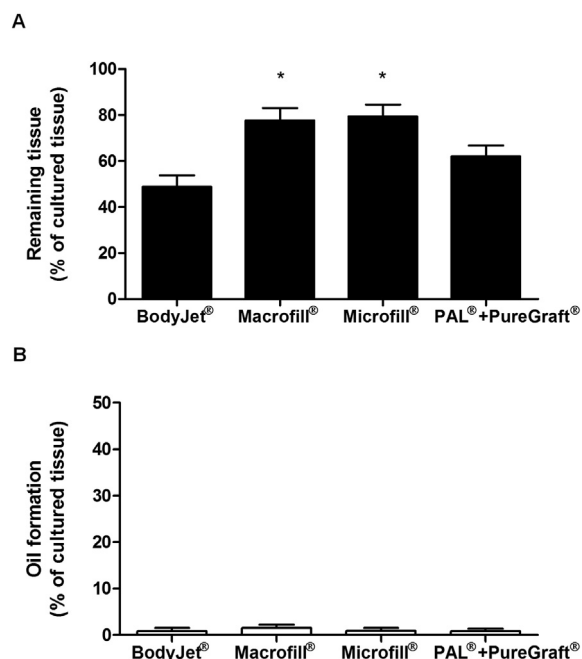 A
Remaining tissue
(% of cultured tissue)
100
80
60
40
20
0
* *
BodyJet® Macrofill® Microfill® PAL®+PureGraft®
B
Oil formation
(% of cultured tissue)
50
40
30
20
10
0
BodyJet® Macrofill® Microfill® PAL®+PureGraft®